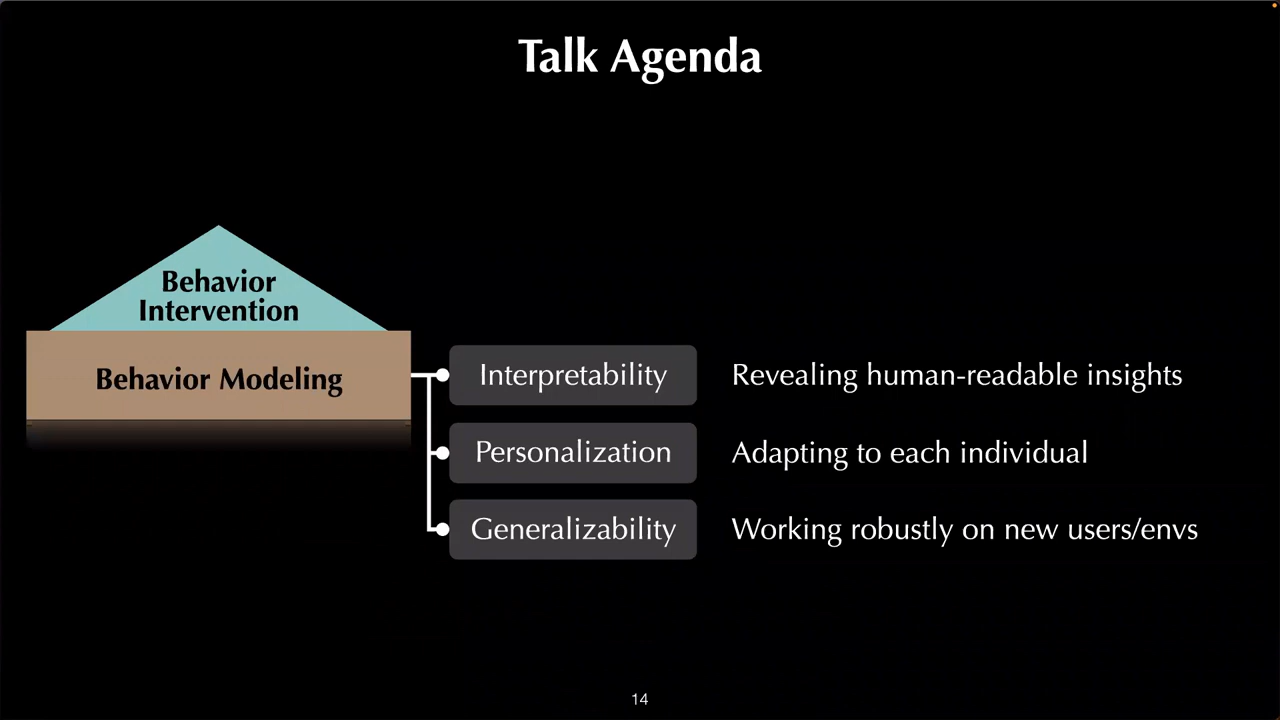 Talk Agenda
Behavior
Intervention
Behavior Modeling
Interpretability
Revealing human-readable insights
Personalization
Adapting to each individual
Generalizability
Working robustly on new users/envs
14